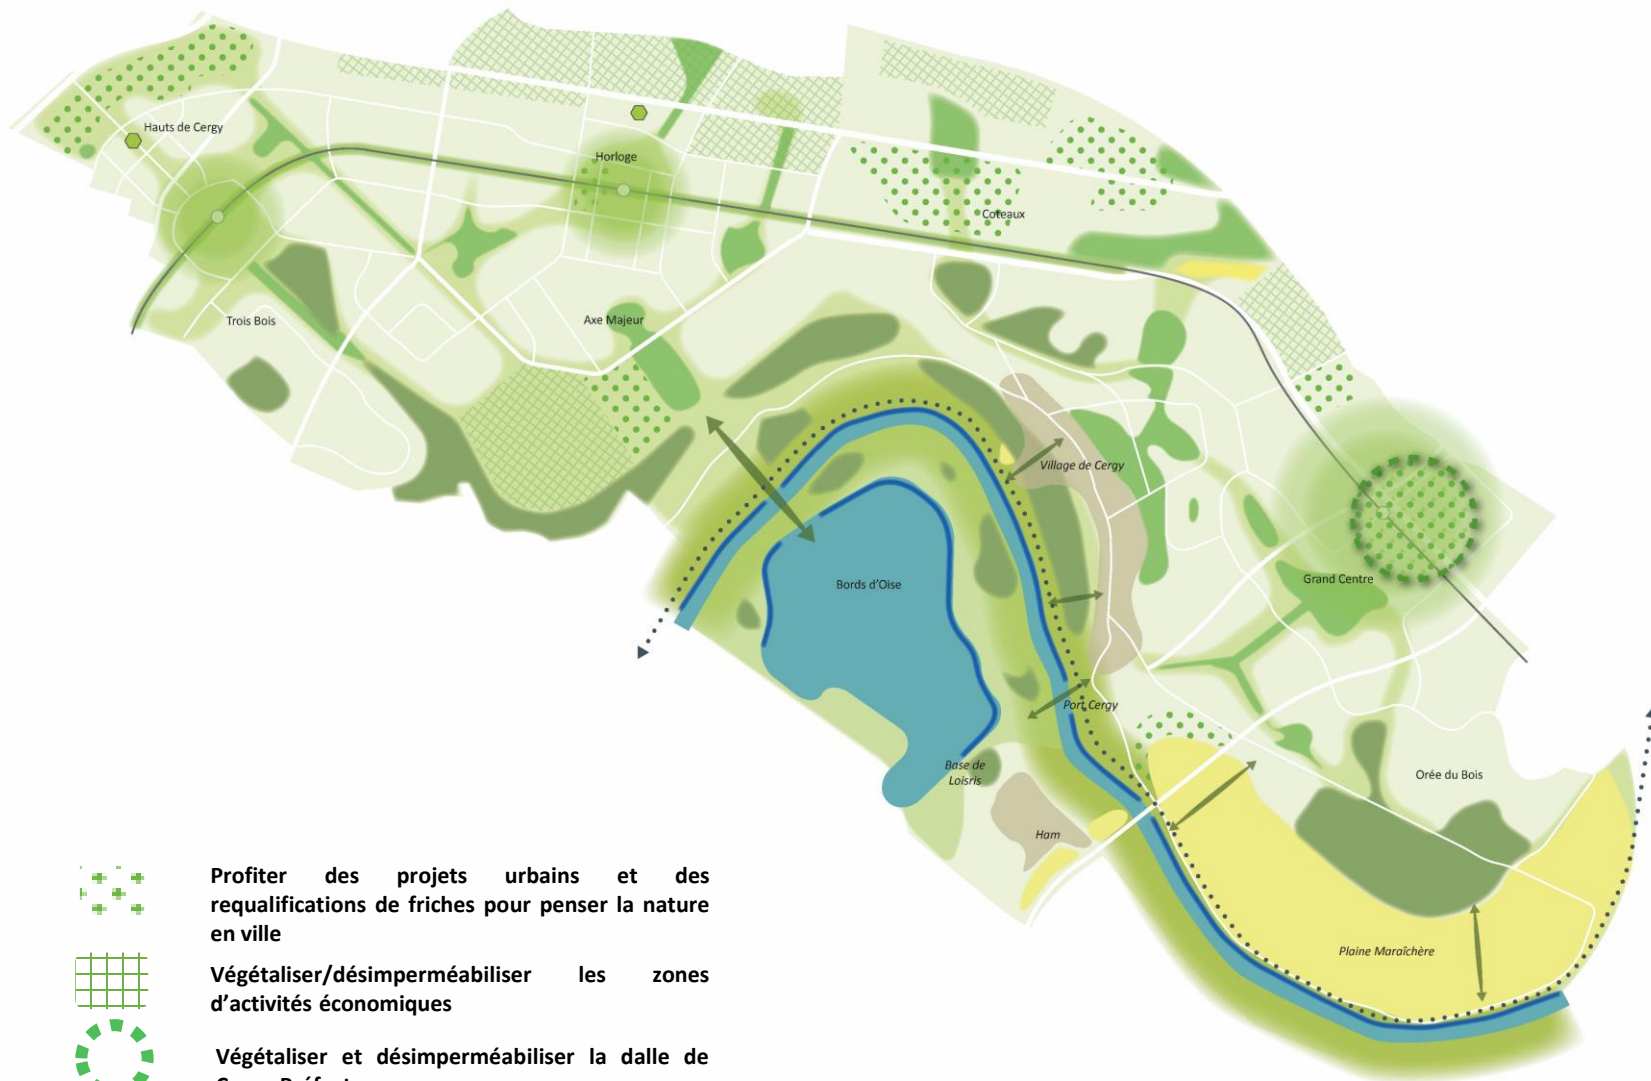 Hauts de Cergy
Horloge
Coteaux
Trois Bois
Axe Majeur
Village de Cergy
Bords d'Oise
Grand Centre
Port Cergy
Base de
Loisris
Orée du Bois
Ham
Plaine Maraîchère
Profiter des projets urbains et des
requalifications de friches pour penser la nature
en ville
Végétaliser/désimperméabiliser les zones
d'activités économiques
Végétaliser et désimperméabiliser la dalle de